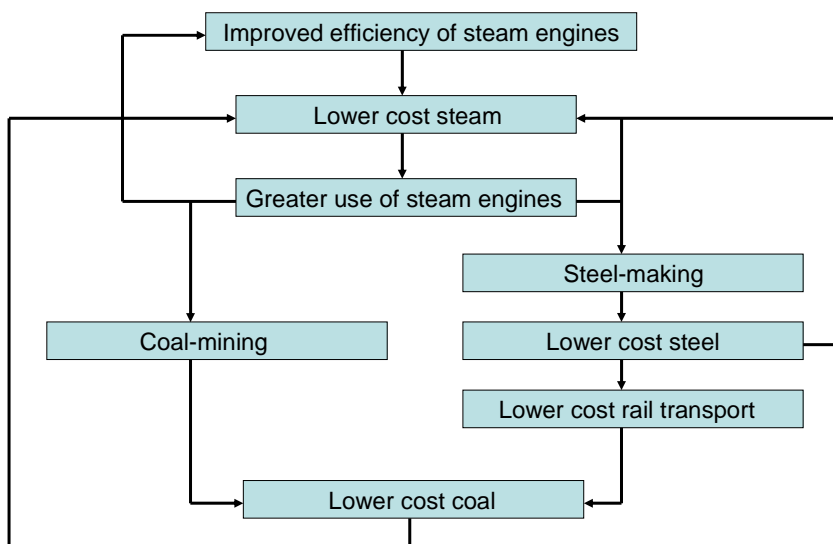 Improved efficiency of steam engines
Lower cost steam
Greater use of steam engines
Steel-making
Coal-mining
Lower cost steel
Lower cost rail transport
Lower cost coal